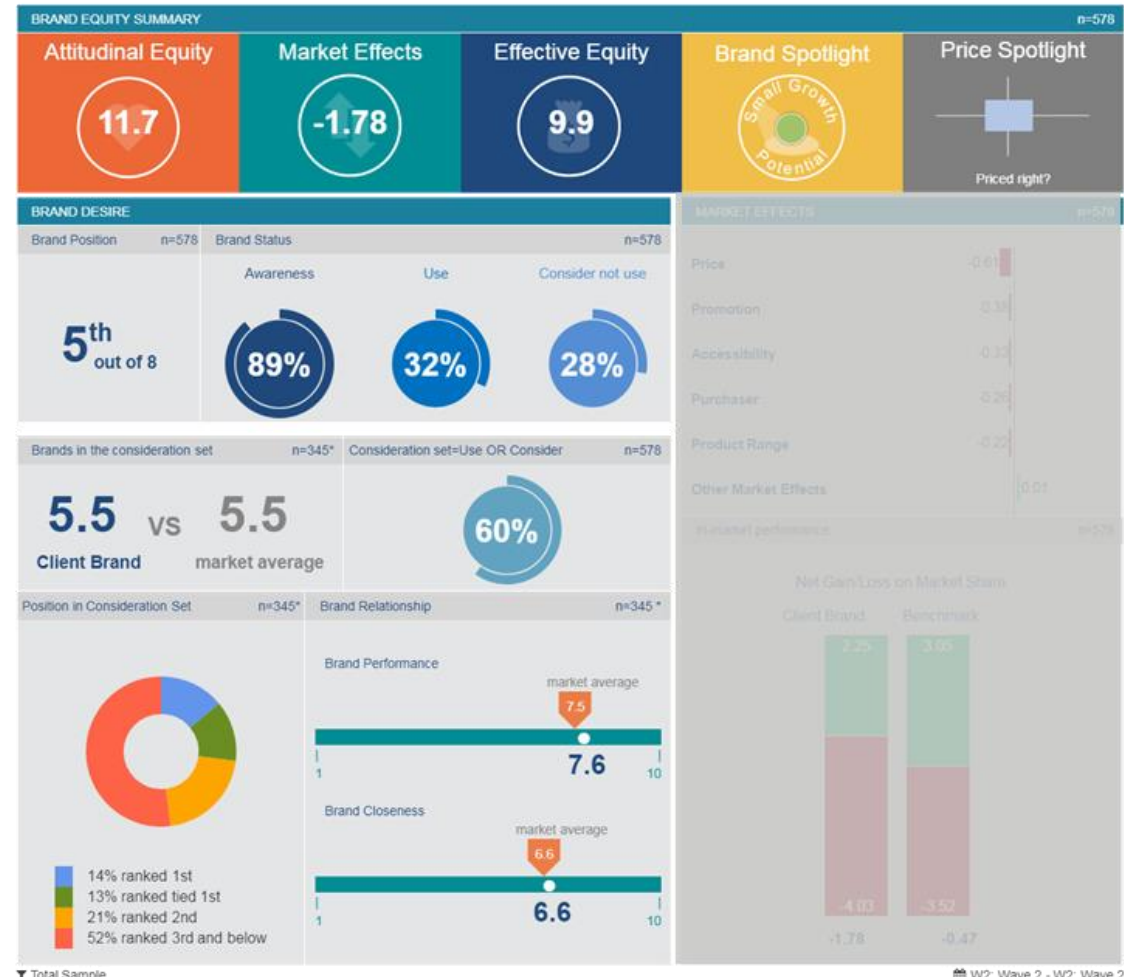 BRAND EQUITY SUMMARY n=578
Attitudinal Equity
11.7
Market Effects
-1.78
Effective Equity
9.9
Brand Spotlight
Small Growth
Potential
Price Spotlight
Priced right?
BRAND DESIRE
Brand Position n=578
5th
out of 8
Brand Status n=578
Awareness Use Consider not use
89% 32% 28%
Brands in the consideration set n=345*
5.5 vs 5.5
Client Brand market average
Consideration set=Use OR Consider n=578
60%
Position in Consideration Set n=345*
14% ranked 1st
13% ranked tied 1st
21% ranked 2nd
52% ranked 3rd and below
Brand Relationship n=345 *
Brand Performance
market average
7.5
1 7.6 10
Brand Closeness
market average
6.6
1 6.6 10
MARKET EFFECTS n=578
Price -0.61
Promotion -0.38
Accessibility -0.33
Purchaser -0.26
Product Range -0.22
Other Market Effects 0.01
In-market performance n=578
Net Gain/Loss on Market Share
Client Brand Benchmark
2.25 3.05
-4.03 -3.52
-1.78 -0.47
Total Sample
W2: Wave 2 - W2: Wave 2